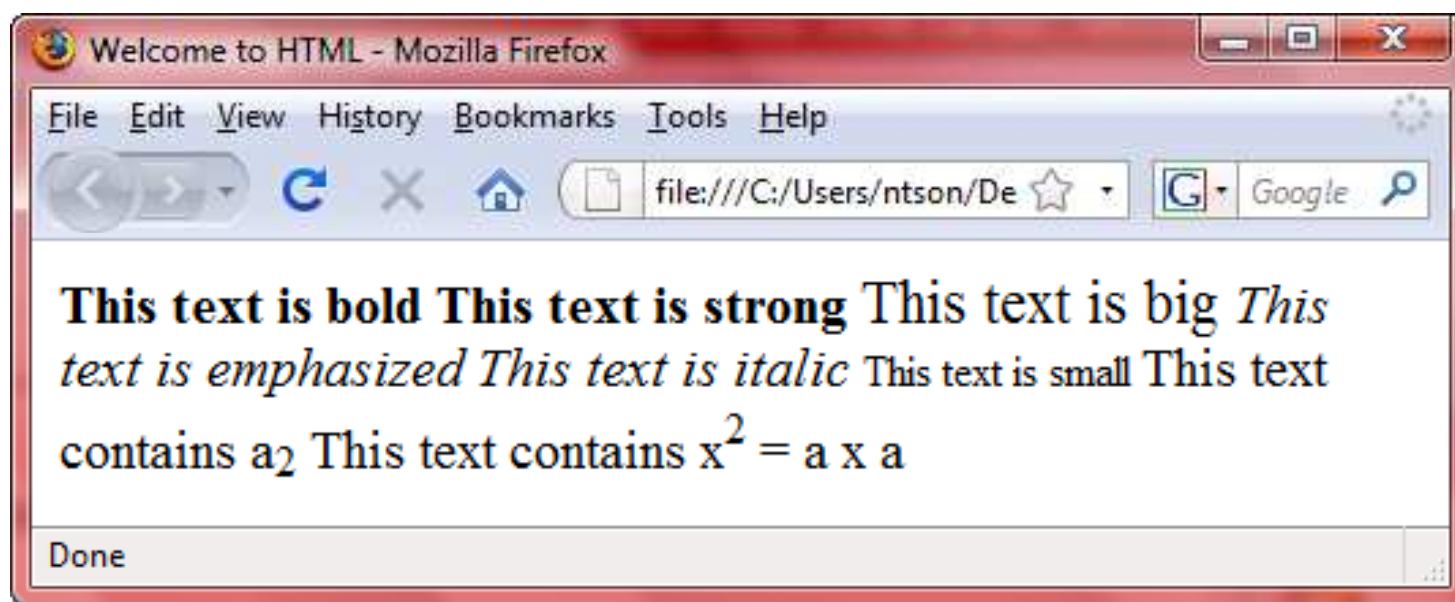 Welcome to HTML - Mozilla Firefox
File Edit View History Bookmarks Tools Help
file:///C:/Users/ntson/De G Google
This text is bold This text is strong This text is big This
text is emphasized This text is italic This text is small This text
contains a₂ This text contains x² = a x a
Done